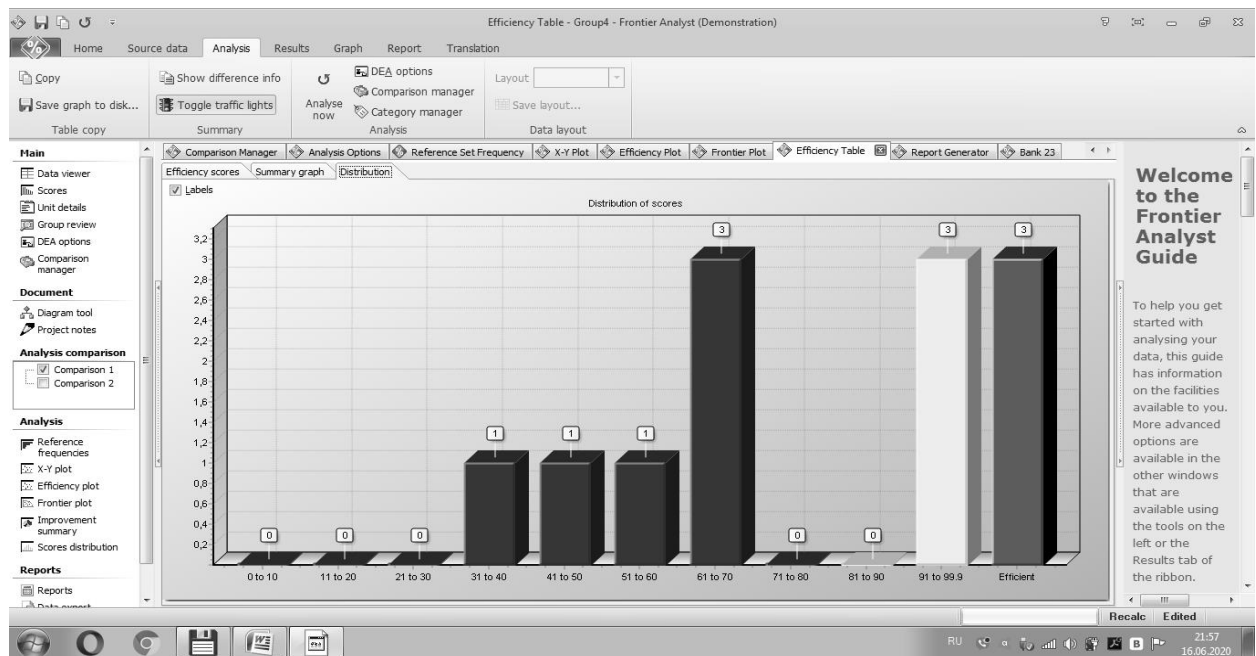 Efficiency Table - Group4 - Frontier Analyst (Demonstration)
Home Source data Analysis Results Graph Report Translation
Copy
Save graph to disk...
Table copy
Show difference info
Toggle traffic lights
Summary
Analyse now
DEA options
Comparison manager
Category manager
Analysis
Layout
Save layout...
Data layout
Main
Data viewer
Scores
Unit details
Group review
DEA options
Comparison
manager
Document
Diagram tool
Project notes
Analysis comparison
Comparison 1
Comparison 2
Analysis
Reference
frequencies
X-Y plot
Efficiency plot
Frontier plot
Improvement
summary
Scores distribution
Reports
Reports
Data export
Comparison Manager Analysis Options Reference Set Frequency X-Y Plot Efficiency Plot Frontier Plot Efficiency Table Report Generator Bank 23
Efficiency scores Summary graph Distribution
Labels
Distribution of scores
3,2
3
2,8
2,6
2,4
2,2
2
1,8
1,6
1,4
1,2
1
0,8
0,6
0,4
0,2
0 0 0 1 1 1 3 0 0 3 3
0 to 10 11 to 20 21 to 30 31 to 40 41 to 50 51 to 60 61 to 70 71 to 80 81 to 90 91 to 99.9 Efficient
Welcome
to the
Frontier
Analyst
Guide
To help you get
started with
analysing your
data, this guide
has information
on the facilities
available to you.
More advanced
options are
available in the
other windows
that are
available using
the tools on the
left or the
Results tab of
the ribbon.
Recalc Edited
RU
21:57
16.06.2020